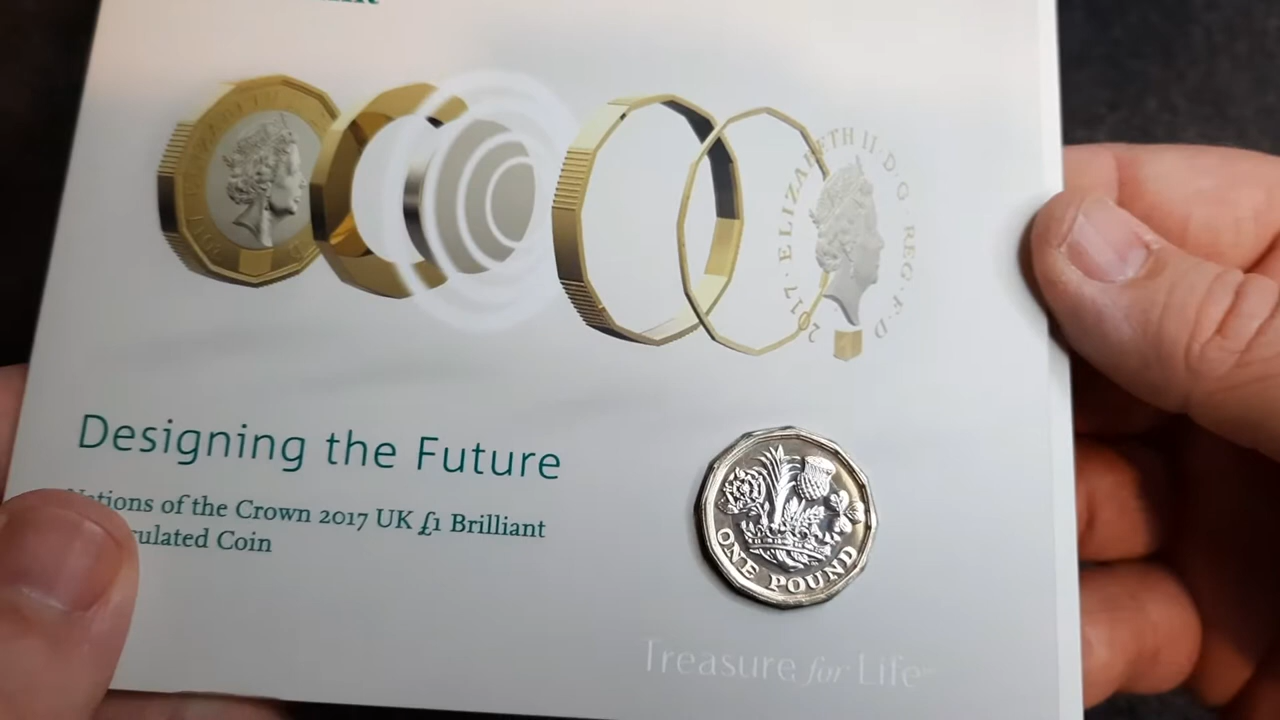 ELIZABETH II · D · G · REG · F · D · 2017 ·
Designing the Future
Nations of the Crown 2017 UK £1 Brilliant
Coin
ONE POUND
Treasure for Life